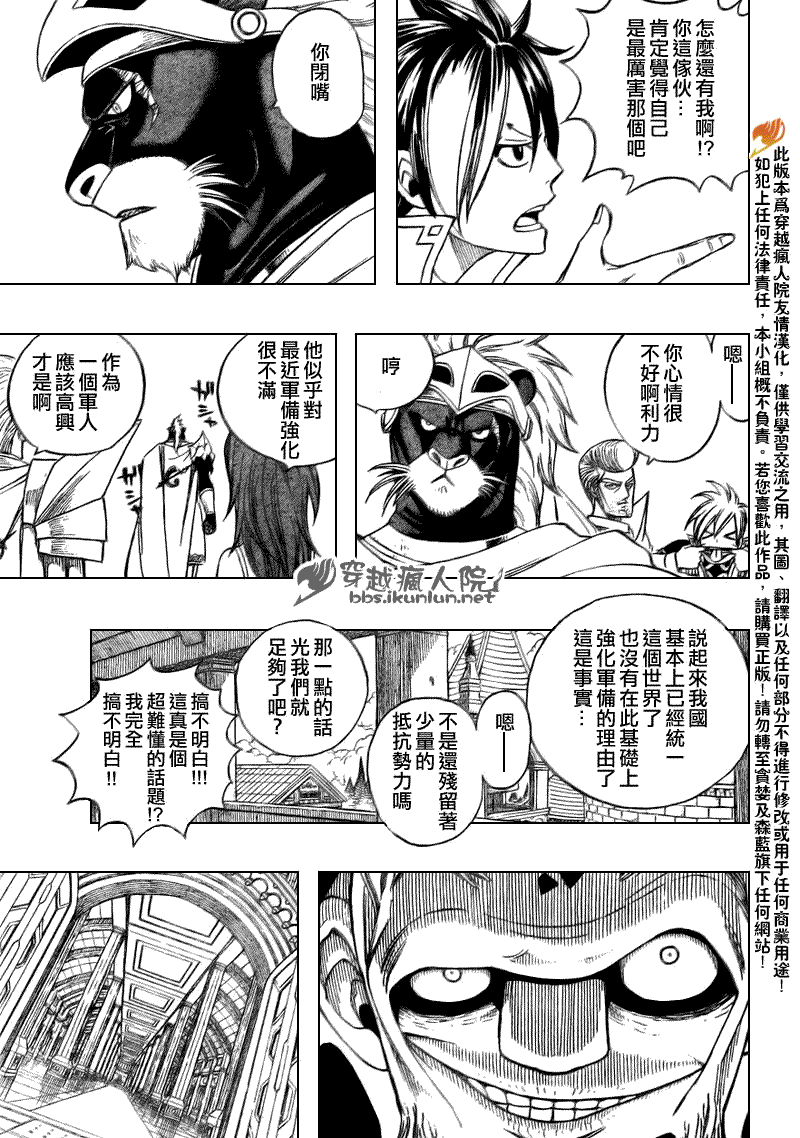 怎麼還有我啊!?
你這傢伙…
肯定覺得自己
是最厲害那個吧
你閉嘴
嗯—
你心情很
不好啊利力
哼
他似乎對
最近軍備強化
很不滿
作為
一個軍人
應該高興
才是啊
穿越瘋人院
bbs.ikunlun.net
說起來我國
基本上已經統一
這個世界了
也沒有在此基礎上
強化軍備的理由了
這是事實…
嗯—
不是還殘留著
少量的
抵抗勢力嗎
那一點的話
光我們就
足夠了吧?
搞不明白!!!
這真是個
超難懂的話題!?
我完全
搞不明白!!
此版本爲穿越瘋人院友情漢化,僅供學習交流之用,其圖、翻譯以及任何部分不得進行修改或用于任何商業用途!
如犯上任何法律責任,本小組概不負責。若您喜歡此作品,請購買正版!請勿轉至貪婪及森藍旗下任何網站!